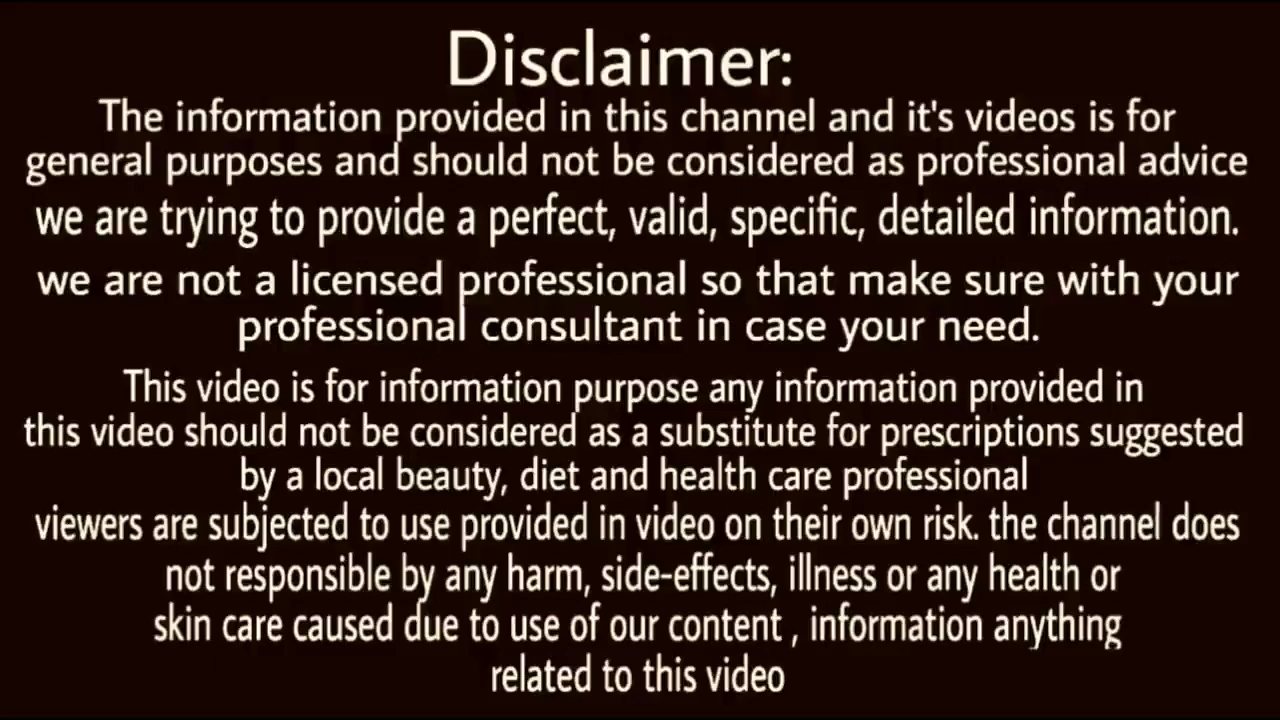 Disclaimer:
The information provided in this channel and it's videos is for
general purposes and should not be considered as professional advice
we are trying to provide a perfect, valid, specific, detailed information.
we are not a licensed professional so that make sure with your
professional consultant in case your need.
This video is for information purpose any information provided in
this video should not be considered as a substitute for prescriptions suggested
by a local beauty, diet and health care professional
viewers are subjected to use provided in video on their own risk. the channel does
not responsible by any harm, side-effects, illness or any health or
skin care caused due to use of our content , information anything
related to this video